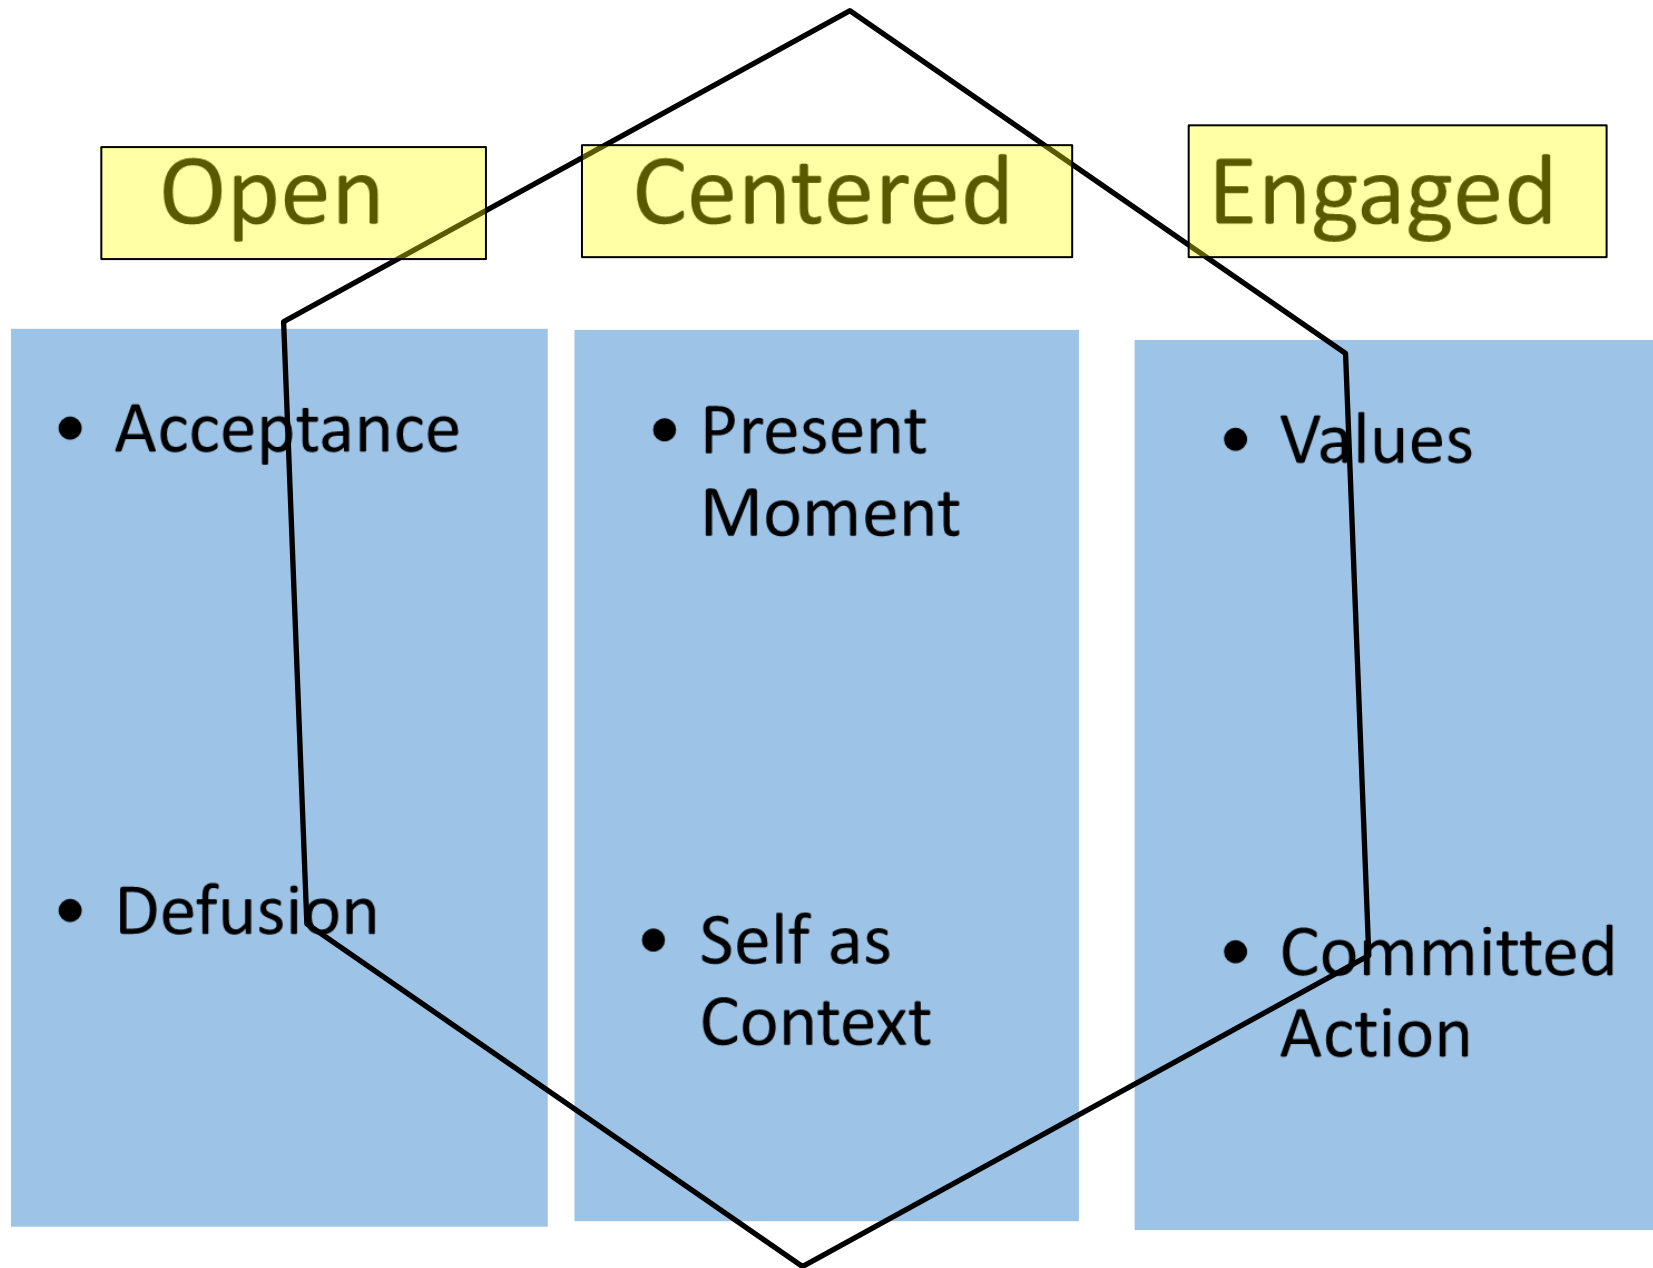 Open
Centered
Engaged
• Acceptance
• Defusion
• Present
Moment
• Self as
Context
• Values
• Committed
Action